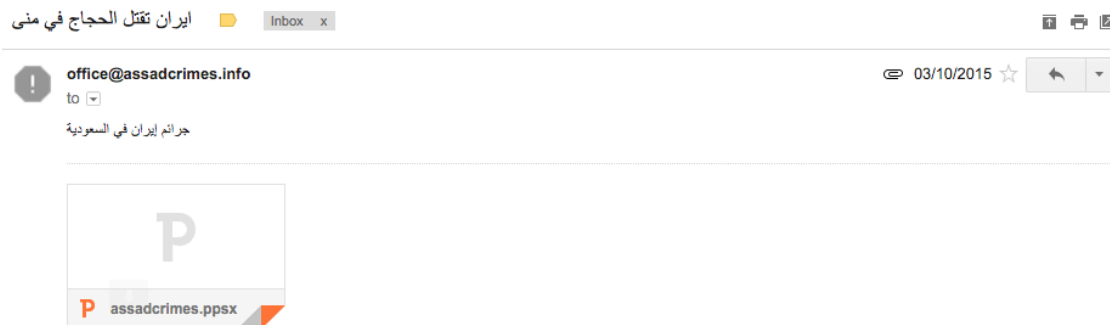 ايران تقتل الحجاج في منى
Inbox x
office@assadcrimes.info
03/10/2015
to
جرائم إيران في السعودية
P
P assadcrimes.ppsx